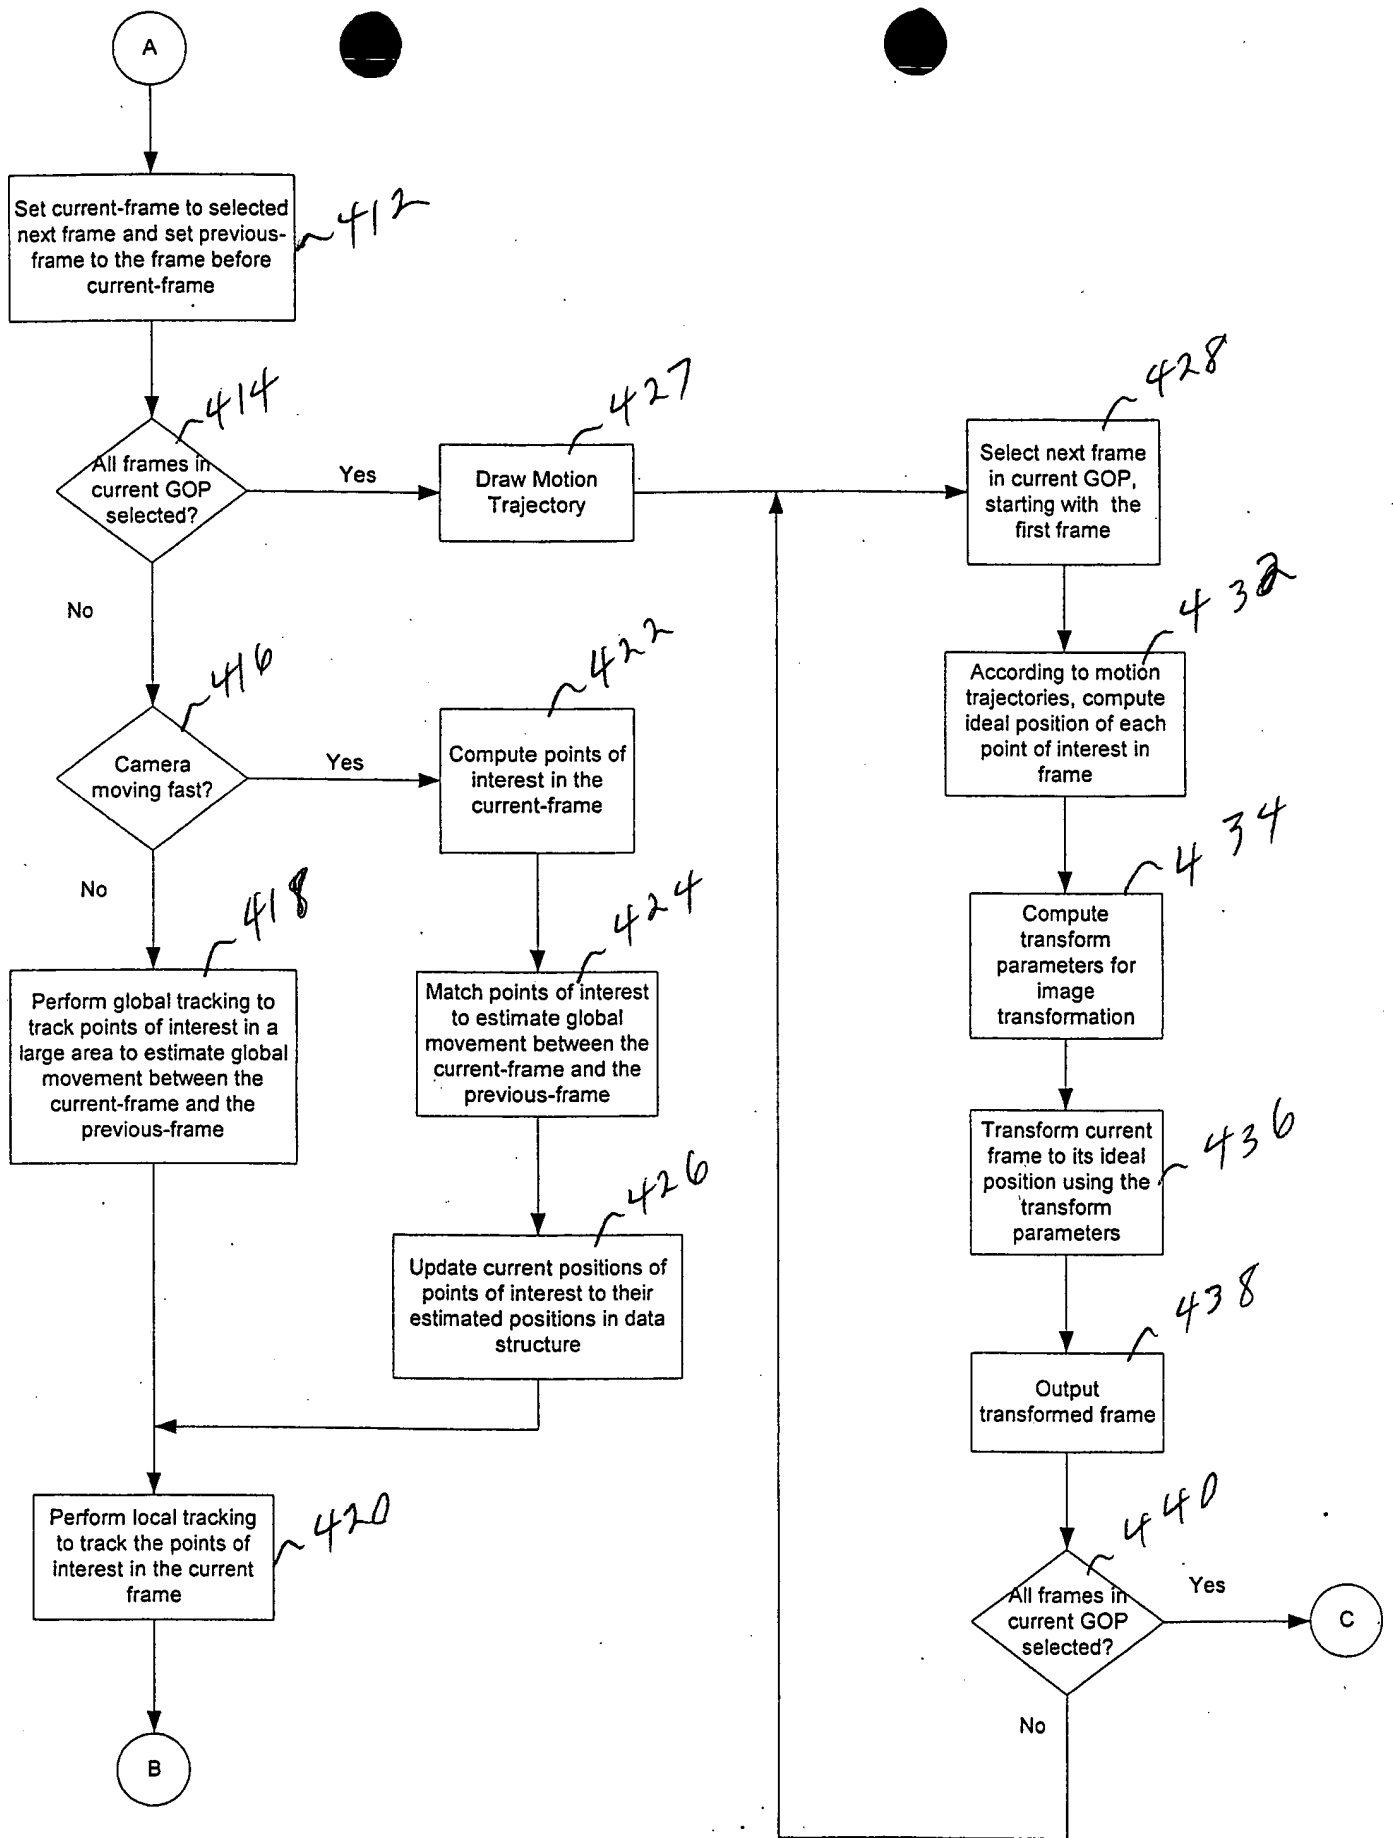 A
Set current-frame to selected
next frame and set previous-
frame to the frame before
current-frame
412
All frames in
current GOP
selected?
414
Yes
No
Draw Motion
Trajectory
427
Select next frame
in current GOP,
starting with the
first frame
428
Camera
moving fast?
416
Yes
No
Compute points of
interest in the
current-frame
422
According to motion
trajectories, compute
ideal position of each
point of interest in
frame
432
Perform global tracking to
track points of interest in a
large area to estimate global
movement between the
current-frame and the
previous-frame
418
Match points of interest
to estimate global
movement between the
current-frame and the
previous-frame
424
Compute
transform
parameters for
image
transformation
434
Update current positions of
points of interest to their
estimated positions in data
structure
426
Transform current
frame to its ideal
position using the
transform
parameters
436
Output
transformed frame
438
Perform local tracking
to track the points of
interest in the current
frame
420
All frames in
current GOP
selected?
440
Yes
C
No
B